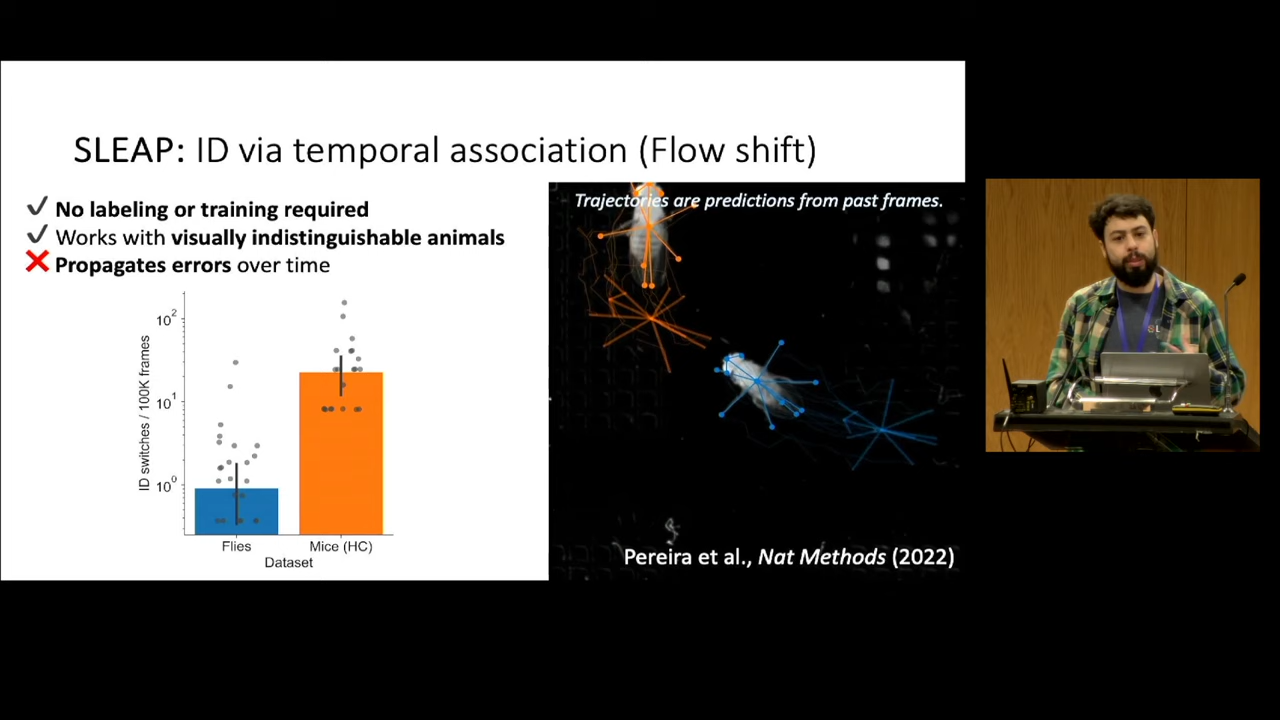 SLEAP: ID via temporal association (Flow shift)
No labeling or training required
Works with visually indistinguishable animals
Propagates errors over time
Trajectories are predictions from past frames.
10²
10¹
10⁰
ID switches / 100K frames
Flies
Mice (HC)
Dataset
Pereira et al., Nat Methods (2022)
SL